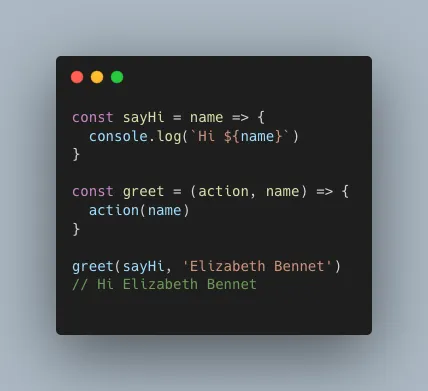 const sayHi = name => {
  console.log(`Hi ${name}`)
}
const greet = (action, name) => {
  action(name)
}
greet(sayHi, 'Elizabeth Bennet')
// Hi Elizabeth Bennet